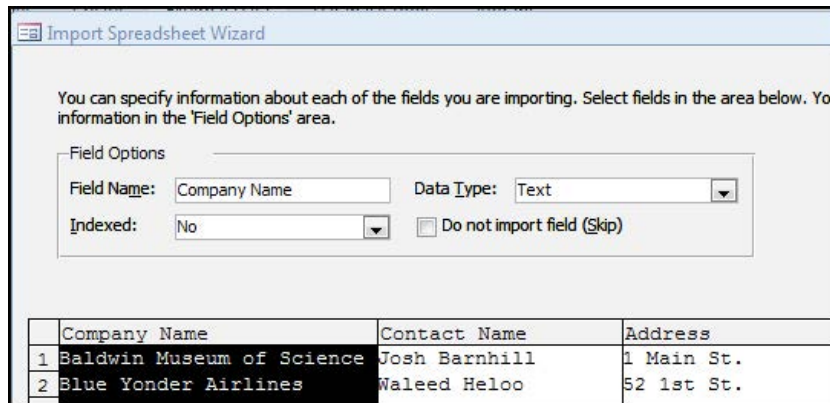 Import Spreadsheet Wizard
You can specify information about each of the fields you are importing. Select fields in the area below. Yo
information in the 'Field Options' area.
Field Options
Field Name: Company Name Data Type: Text
Indexed: No Do not import field (Skip)
Company Name Contact Name Address
1 Baldwin Museum of Science Josh Barnhill 1 Main St.
2 Blue Yonder Airlines Waleed Heloo 52 1st St.